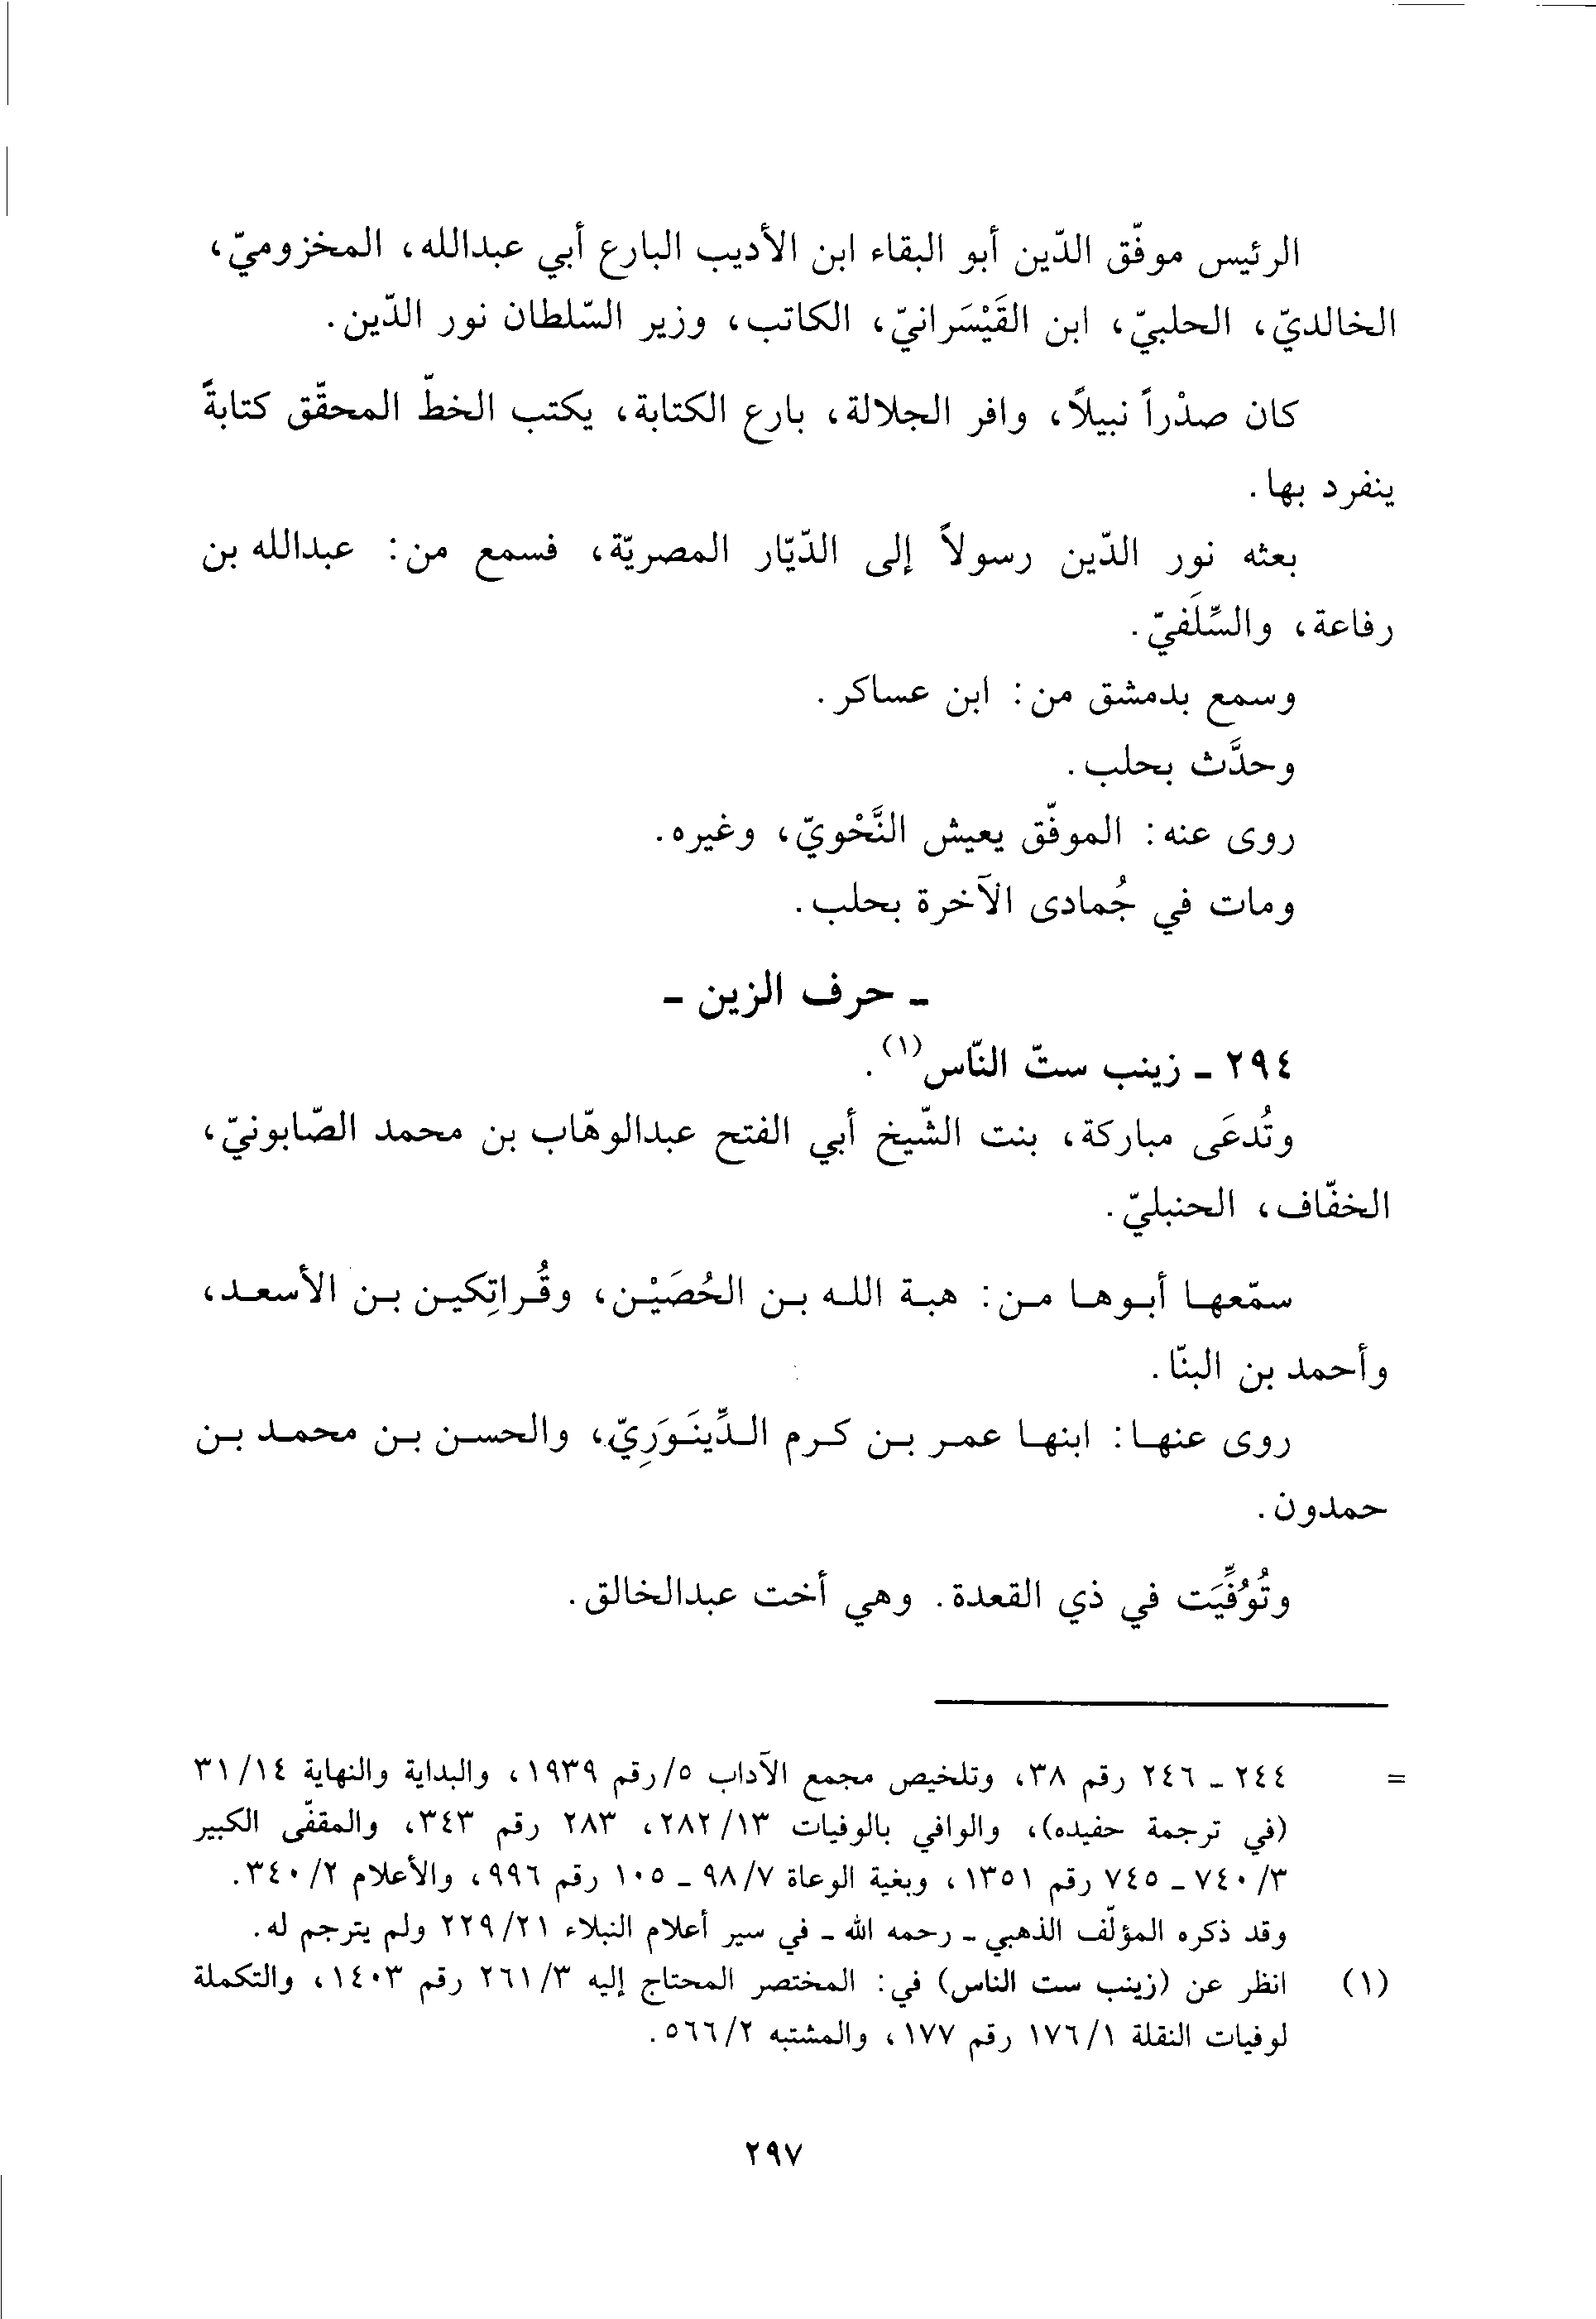 الرئيس موفّق الدّين أبو البقاء ابن الأديب البارع أبي عبدالله، المخزوميّ،
الخالديّ، الحلبيّ، ابن القَيْسَرانيّ، الكاتب، وزير السّلطان نور الدّين.
كان صدْراً نبيلاً، وافر الجلالة، بارع الكتابة، يكتب الخطّ المحقّق كتابةً
ينفرد بها.
بعثه نور الدّين رسولاً إلى الدّيّار المصريّة، فسمع من: عبدالله بن
رفاعة، والسِّلَفيّ.
وسمع بدمشق من: ابن عساكر.
وحدَّث بحلب.
روى عنه: الموفّق يعيش النَّحْويّ، وغيره.
ومات في جُمادى الآخرة بحلب.
ـ حرف الزين ـ
٢٩٤ ـ زينب ستّ النّاس(١).
وتُدعَى مباركة، بنت الشّيخ أبي الفتح عبدالوهّاب بن محمد الصّابونيّ،
الخفّاف، الحنبليّ.
سمّعها أبوها من: هبة الله بن الحُصَيْن، وقُراتِكين بن الأسعد،
وأحمد بن البنّا.
روى عنها: ابنها عمر بن كرم الدِّينَوَرِيّ، والحسن بن محمد بن
حمدون.
وتُوُفِّيَت في ذي القعدة. وهي أخت عبدالخالق.
= ٢٤٤ ـ ٢٤٦ رقم ٣٨، وتلخيص مجمع الآداب ٥/رقم ١٩٣٩، والبداية والنهاية ٣١/١٤
(في ترجمة حفيده)، والوافي بالوفيات ٢٨٢/١٣، ٢٨٣ رقم ٣٤٣، والمقفّى الكبير
٧٤٠/٣ ـ ٧٤٥ رقم ١٣٥١، وبغية الوعاة ٩٨/٧ ـ ١٠٥ رقم ٩٩٦، والأعلام ٣٤٠/٢.
وقد ذكره المؤلّف الذهبي ـ رحمه الله ـ في سير أعلام النبلاء ٢٢٩/٢١ ولم يترجم له.
(١) انظر عن (زينب ست الناس) في: المختصر المحتاج إليه ٢٦١/٣ رقم ١٤٠٣، والتكملة
لوفيات النقلة ١٧٦/١ رقم ١٧٧، والمشتبه ٥٦٦/٢.
٢٩٧